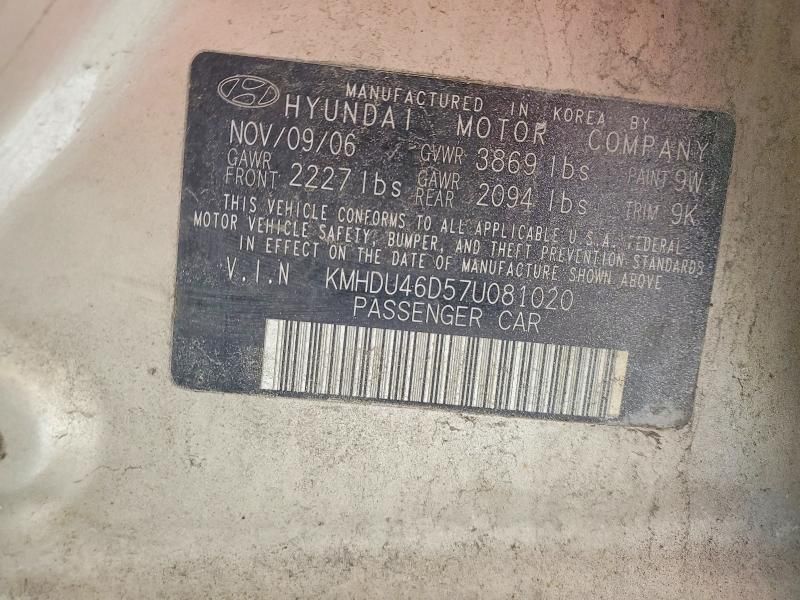 MANUFACTURED IN KOREA BY
HYUNDAI MOTOR COMPANY
NOV/09/06 GVWR 3869 lbs PAINT 9W
GAWR FRONT 2227 lbs GAWR REAR 2094 lbs TRIM 9K
THIS VEHICLE CONFORMS TO ALL APPLICABLE U.S.A. FEDERAL
MOTOR VEHICLE SAFETY, BUMPER, AND THEFT PREVENTION STANDARDS
IN EFFECT ON THE DATE OF MANUFACTURE SHOWN ABOVE
V.I.N KMHDU46D57U081020
PASSENGER CAR